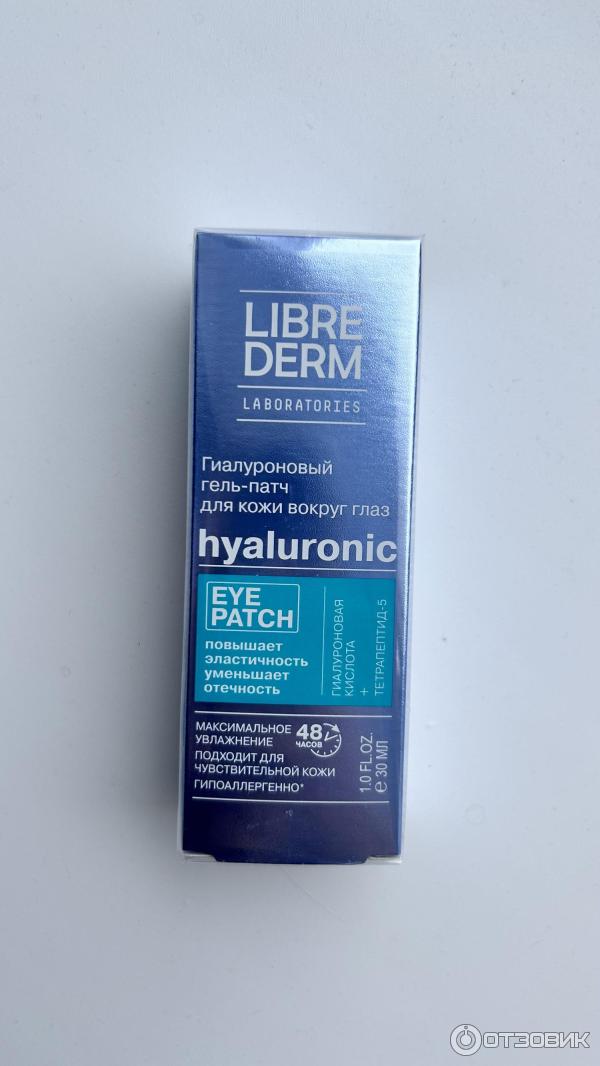 LIBRE
DERM
LABORATORIES
Гиалуроновый
гель-патч
для кожи вокруг глаз
hyaluronic
EYE
PATCH
повышает
эластичность
уменьшает
отечность
ГИАЛУРОНОВАЯ
КИСЛОТА
+
ТЕТРАПЕПТИД-5
МАКСИМАЛЬНОЕ
УВЛАЖНЕНИЕ
48
ЧАСОВ
ПОДХОДИТ ДЛЯ
ЧУВСТВИТЕЛЬНОЙ КОЖИ
ГИПОАЛЛЕРГЕННО*
1.0 FL.OZ.
℮ 30 МЛ
ОТЗОВИК